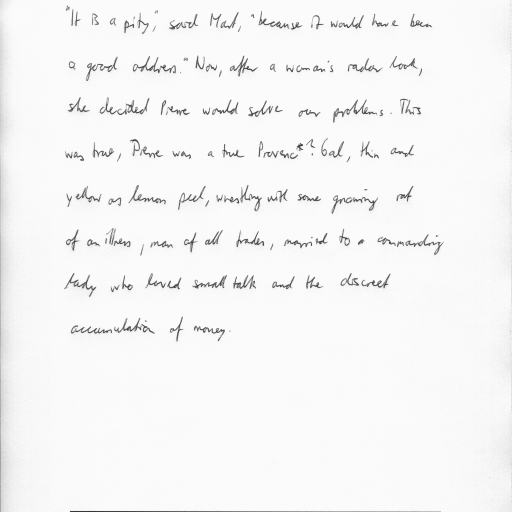 "It is a pity," said Mart, "because it would have been
a good address." Now, after a woman's radar look,
she decided Pierre would solve our problems. This
was true, Pierre was a true Provenc*?6al, thin and
yellow as lemon peel, wrestling with some gnawing rat
of an illness, man of all trades, married to a commanding
lady who loved small talk and the discreet
accumulation of money.